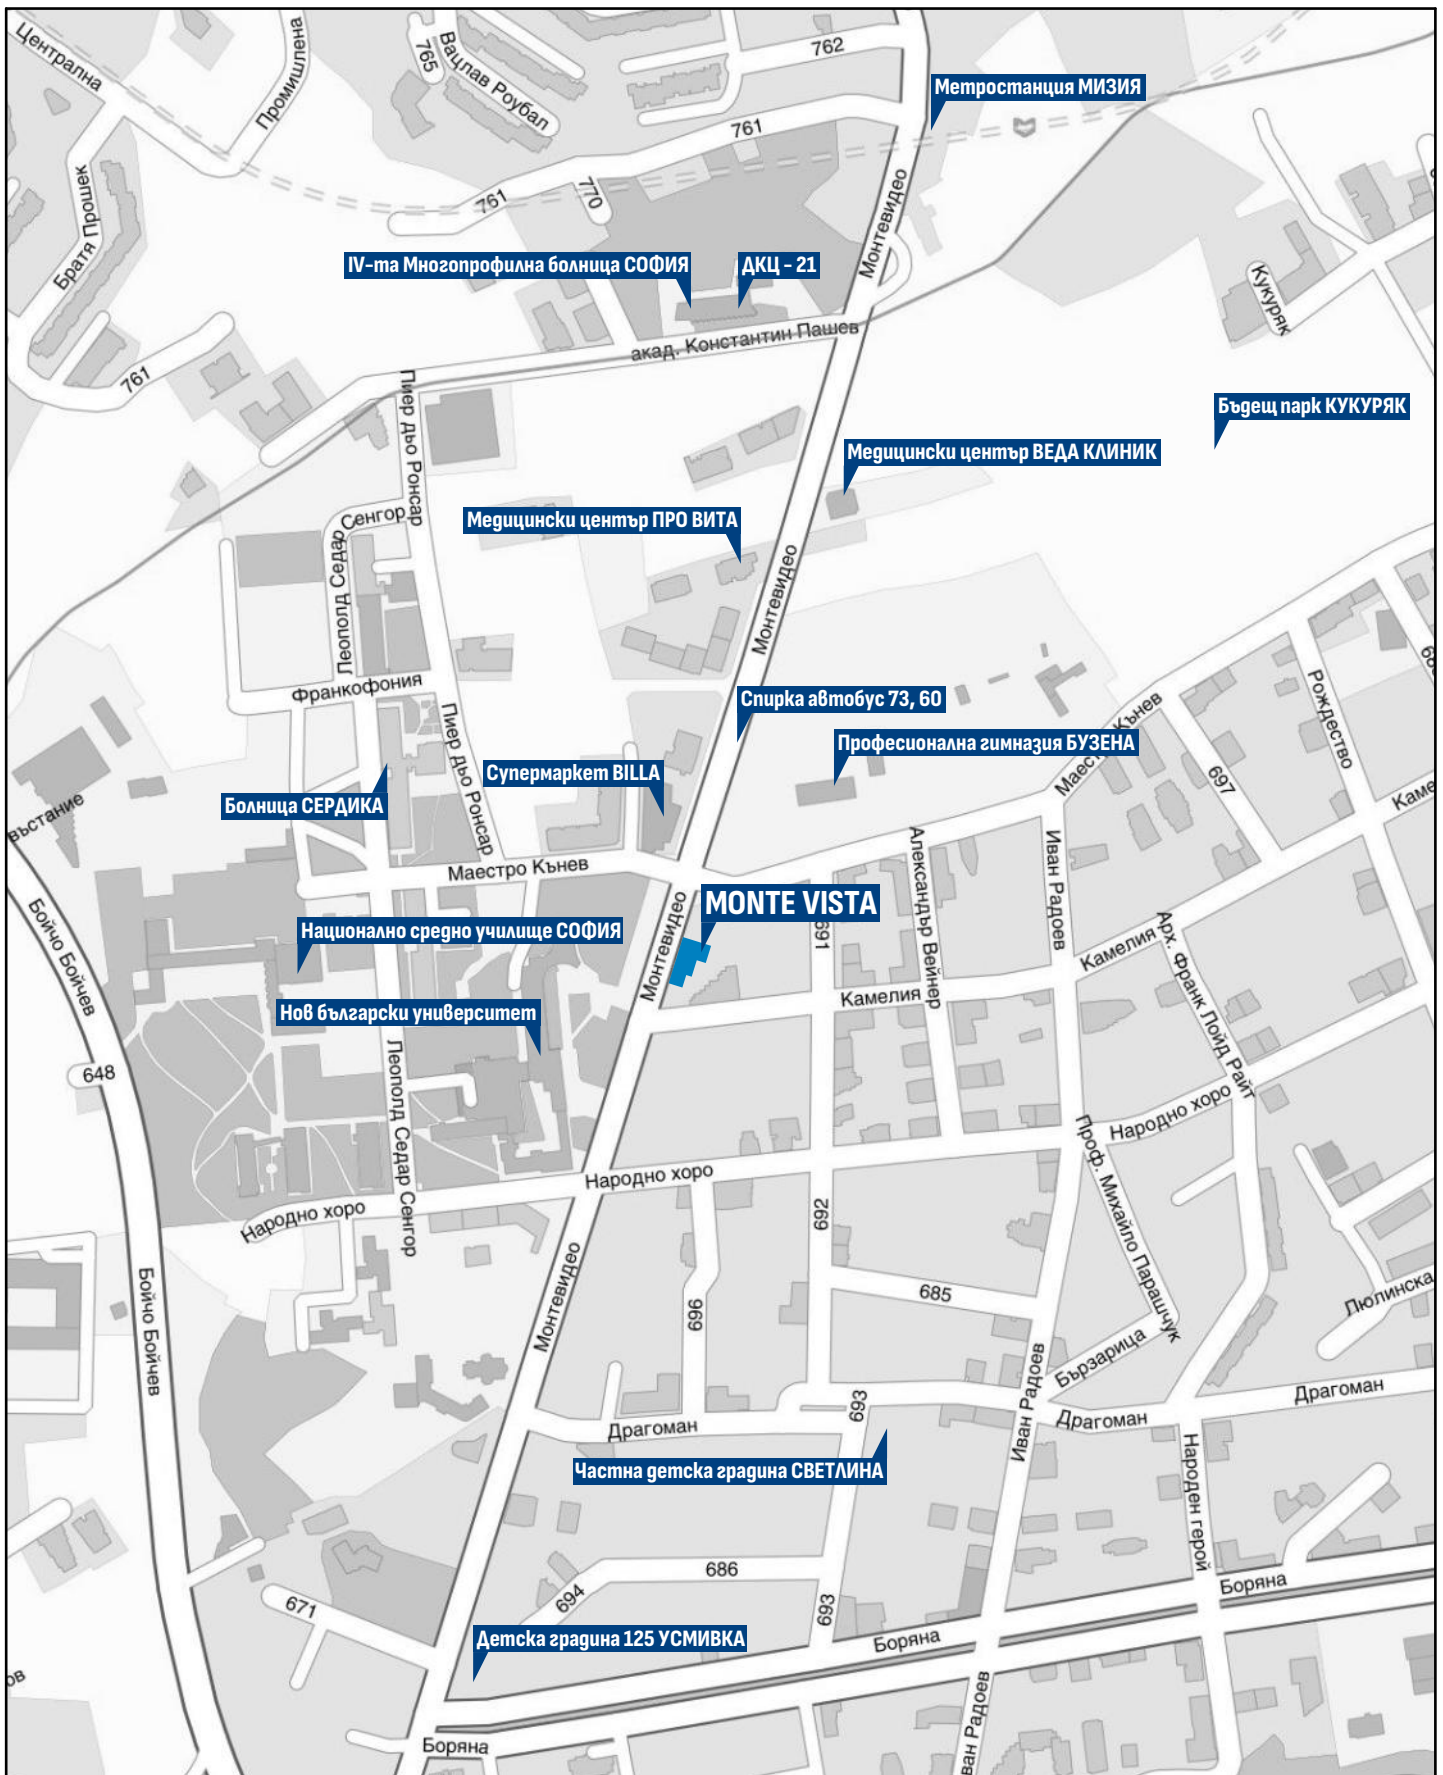 Централна
Промишлена
765
Вацлав Роубал
762
Метростанция МИЗИЯ
761
Братя Прошек
761
770
Монтевидео
IV-та Многопрофилна болница СОФИЯ
ДКЦ - 21
Кукуряк
акад. Константин Пашев
761
Пиер дьо Ронсар
Бъдещ парк КУКУРЯК
Медицински център ВЕДА КЛИНИК
Сенгор
Медицински център ПРО ВИТА
Леополд Седар
Монтевидео
Франкофония
Спирка автобус 73, 60
Рождество
Пиер дьо Ронсар
Професионална гимназия БУЗЕНА
Маестро Кънев
Супермаркет BILLA
697
Болница СЕРДИКА
въстание
Каме
Маестро Кънев
Александър Вейнер
Иван Радоев
MONTE VISTA
Бойчо Бойчев
Национално средно училище СОФИЯ
Монтевидео
691
Камелия
Арх. Франк Лойд Райт
Камелия
Нов български университет
648
Леополд Седар Сенгор
Народно хоро
Проф. Михайло Паращук
Народно хоро
Народно хоро
692
Монтевидео
Бойчо Бойчев
685
696
Люлинска
Бързарица
Иван Радоев
Драгоман
693
Драгоман
Драгоман
Частна детска градина СВЕТЛИНА
Народен герой
686
694
671
693
Боряна
Детска градина 125 УСМИВКА
Боряна
ов
Боряна
ван Радоев